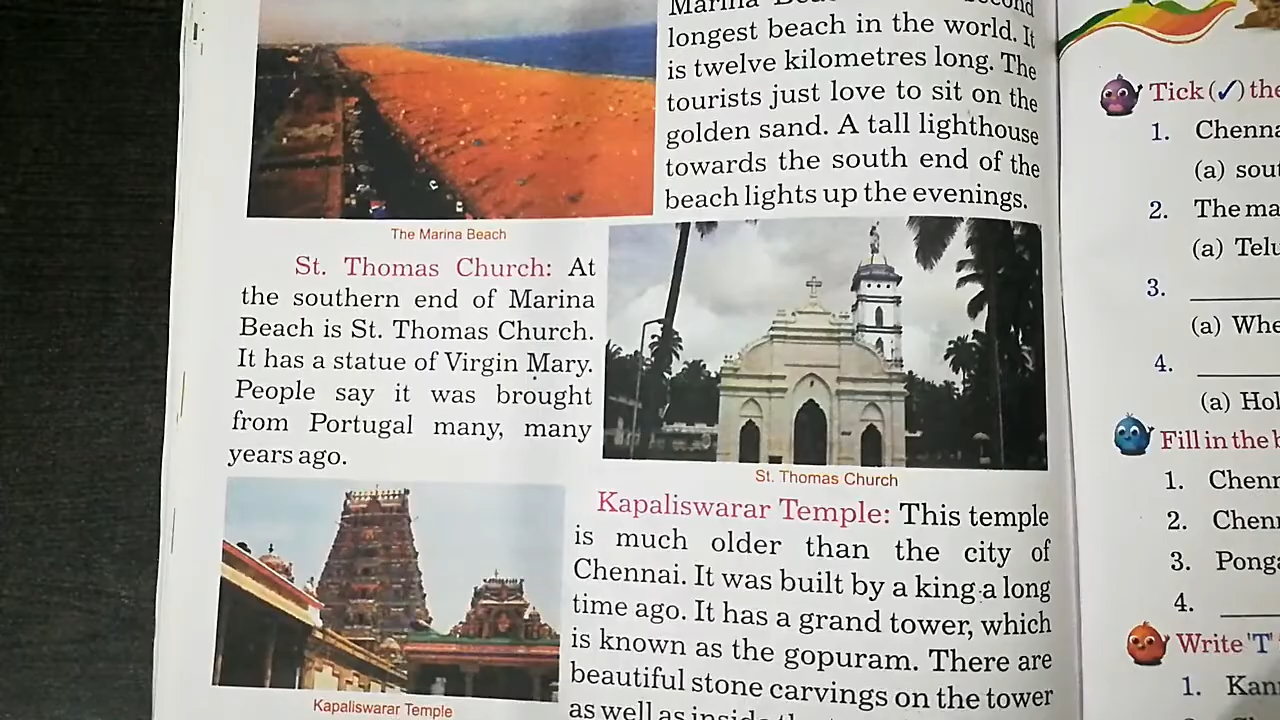 longest beach in the world. It
is twelve kilometres long. The
tourists just love to sit on the
golden sand. A tall lighthouse
towards the south end of the
beach lights up the evenings.
The Marina Beach
St. Thomas Church: At
the southern end of Marina
Beach is St. Thomas Church.
It has a statue of Virgin Mary.
People say it was brought
from Portugal many, many
years ago.
St. Thomas Church
Kapaliswarar Temple: This temple
is much older than the city of
Chennai. It was built by a king a long
time ago. It has a grand tower, which
is known as the gopuram. There are
beautiful stone carvings on the tower
as well as
Kapaliswarar Temple
Tick (✓) the
1. Chenna
(a) sout
2. The ma
(a) Telu
3.
(a) Whe
4.
(a) Hol
Fill in the b
1. Chenn
2. Chenn
3. Ponga
4.
Write 'T'
1. Kan